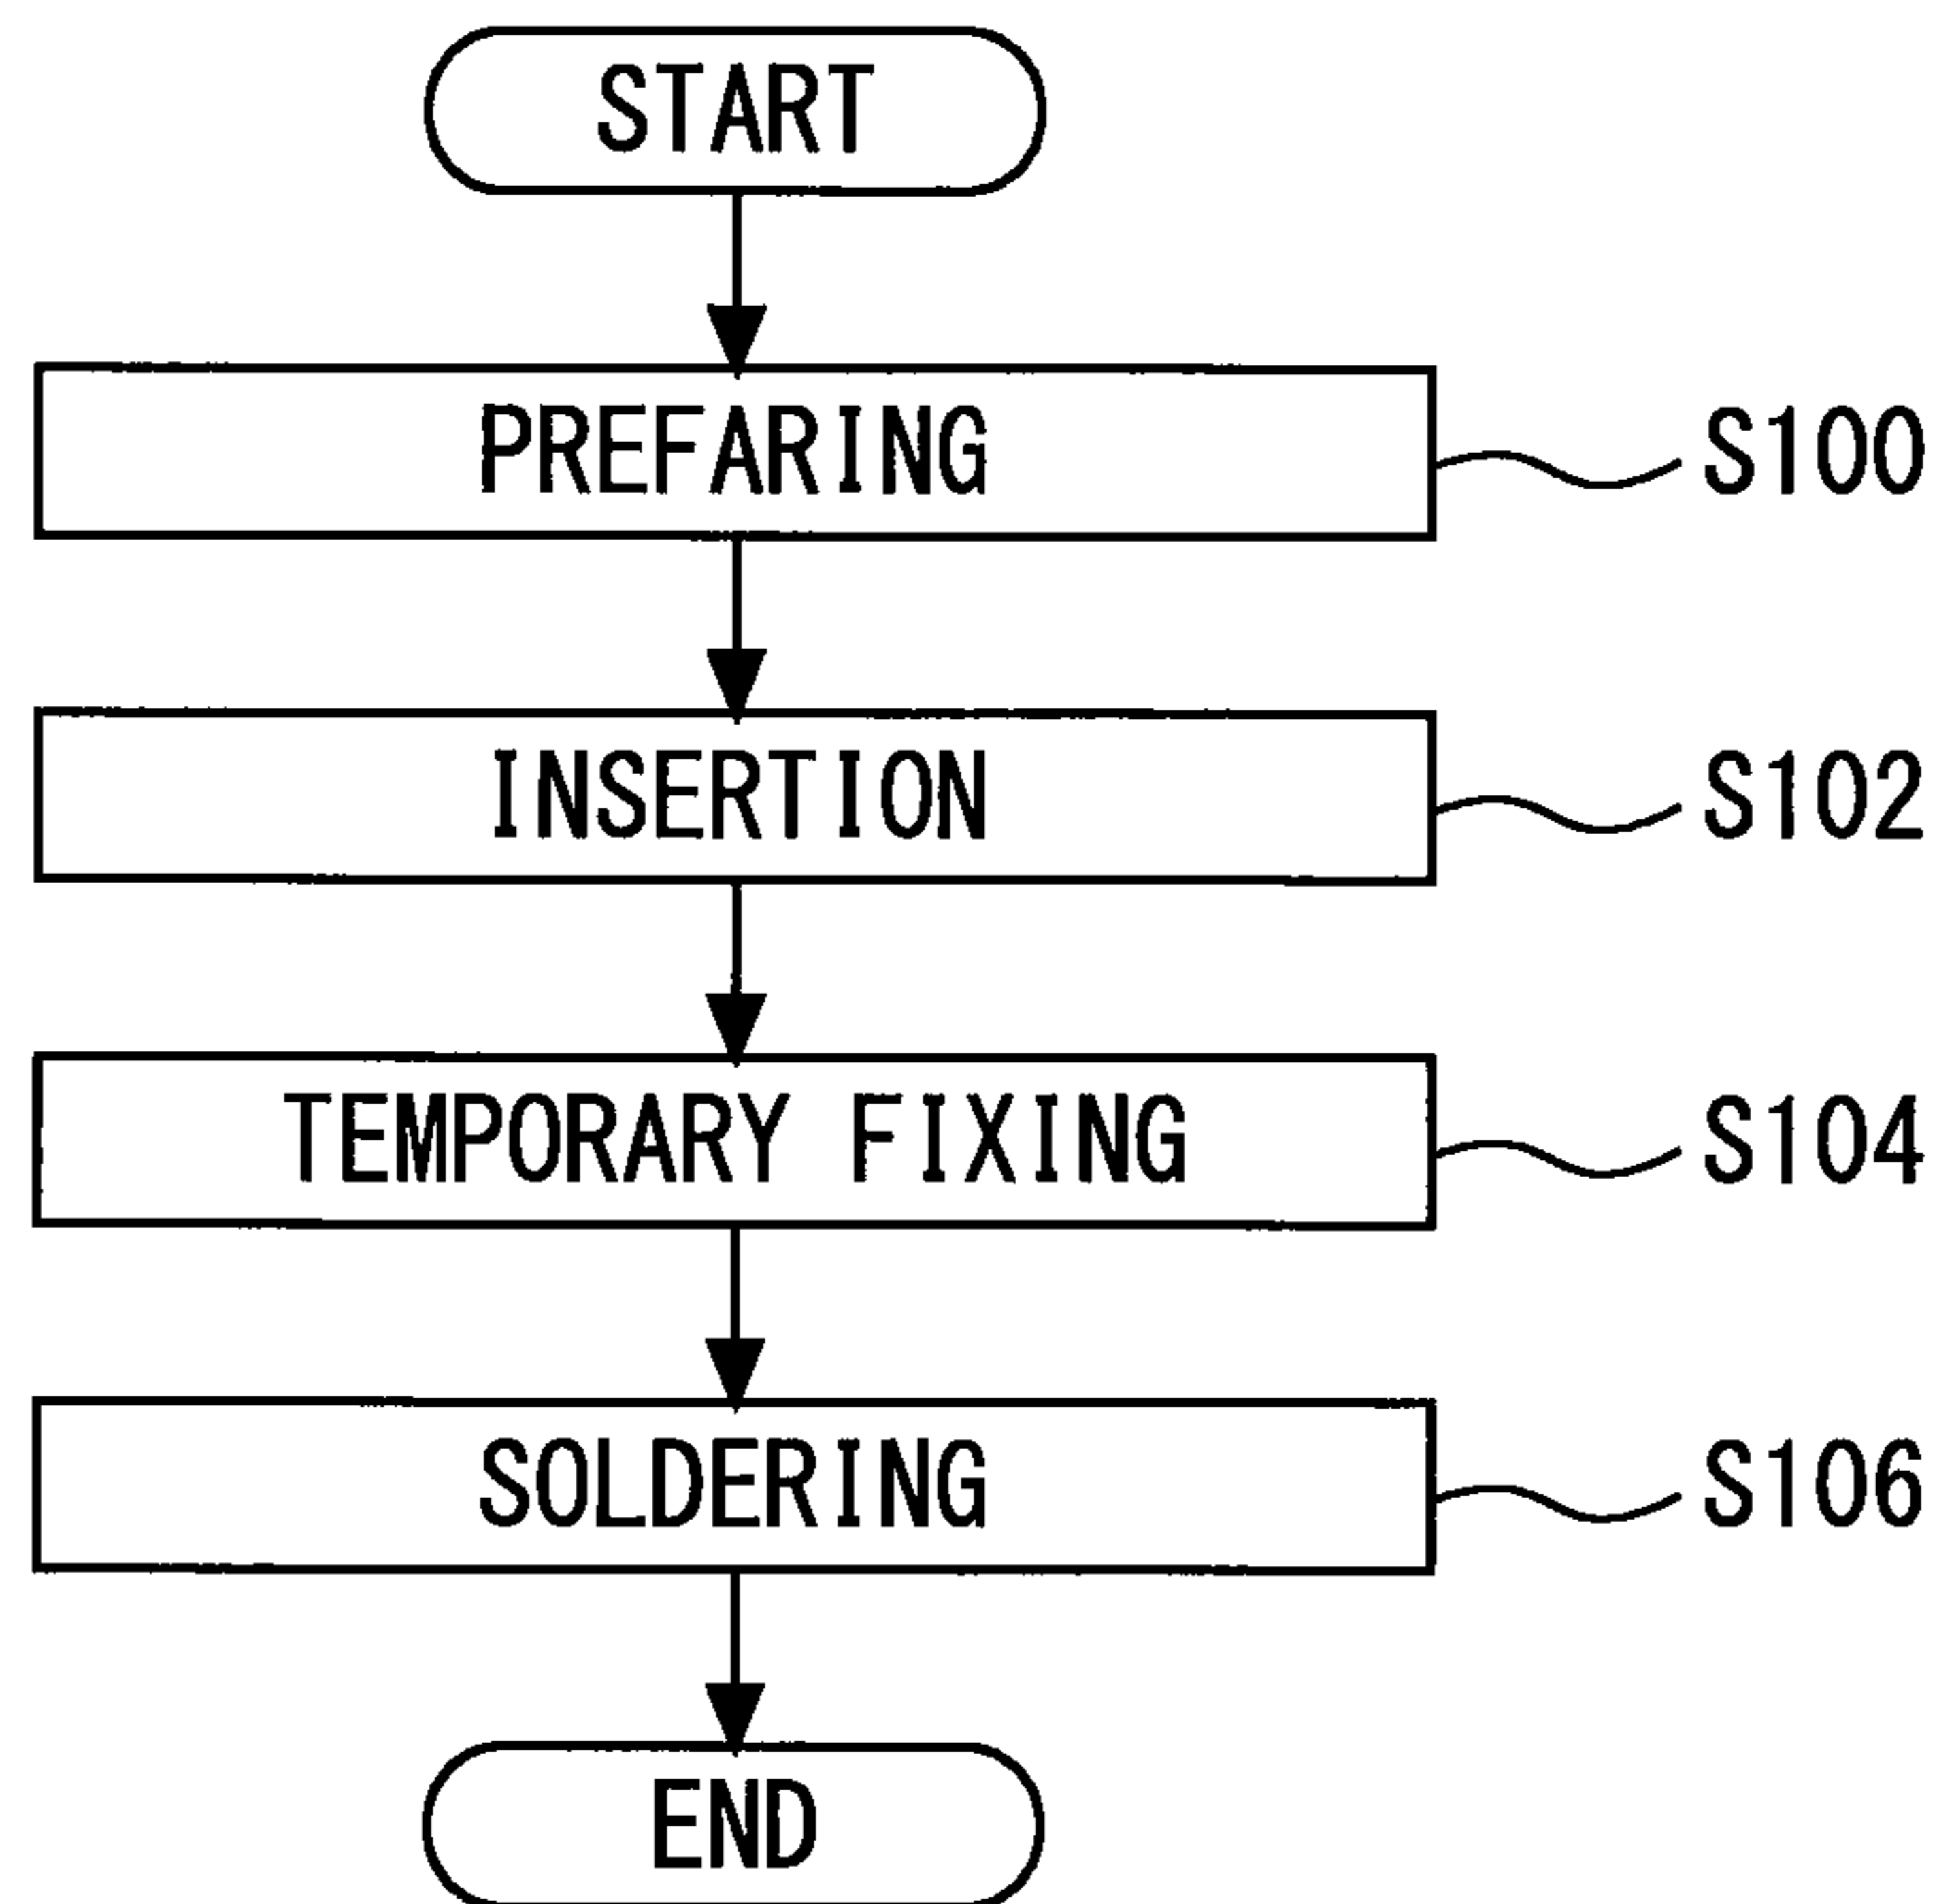 START
PREFARING S100
INSERTION S102
TEMPORARY FIXING S104
SOLDERING S106
END